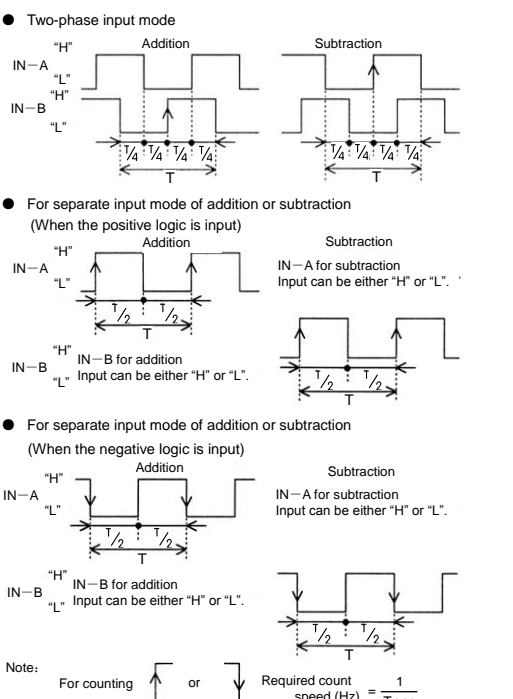 ● Two-phase input mode
Addition
Subtraction
"H"
IN－A
"L"
"H"
IN－B
"L"
T/4 T/4 T/4 T/4
T
T/4 T/4 T/4 T/4
T
● For separate input mode of addition or subtraction
(When the positive logic is input)
Addition
Subtraction
"H"
IN－A
"L"
IN－A for subtraction
Input can be either "H" or "L".
T/2 T/2
T
"H"
IN－B
"L"
IN－B for addition
Input can be either "H" or "L".
T/2 T/2
T
● For separate input mode of addition or subtraction
(When the negative logic is input)
Addition
Subtraction
"H"
IN－A
"L"
IN－A for subtraction
Input can be either "H" or "L".
T/2 T/2
T
"H"
IN－B
"L"
IN－B for addition
Input can be either "H" or "L".
T/2 T/2
T
Note:
For counting
or
Required count
speed (Hz)
= 1